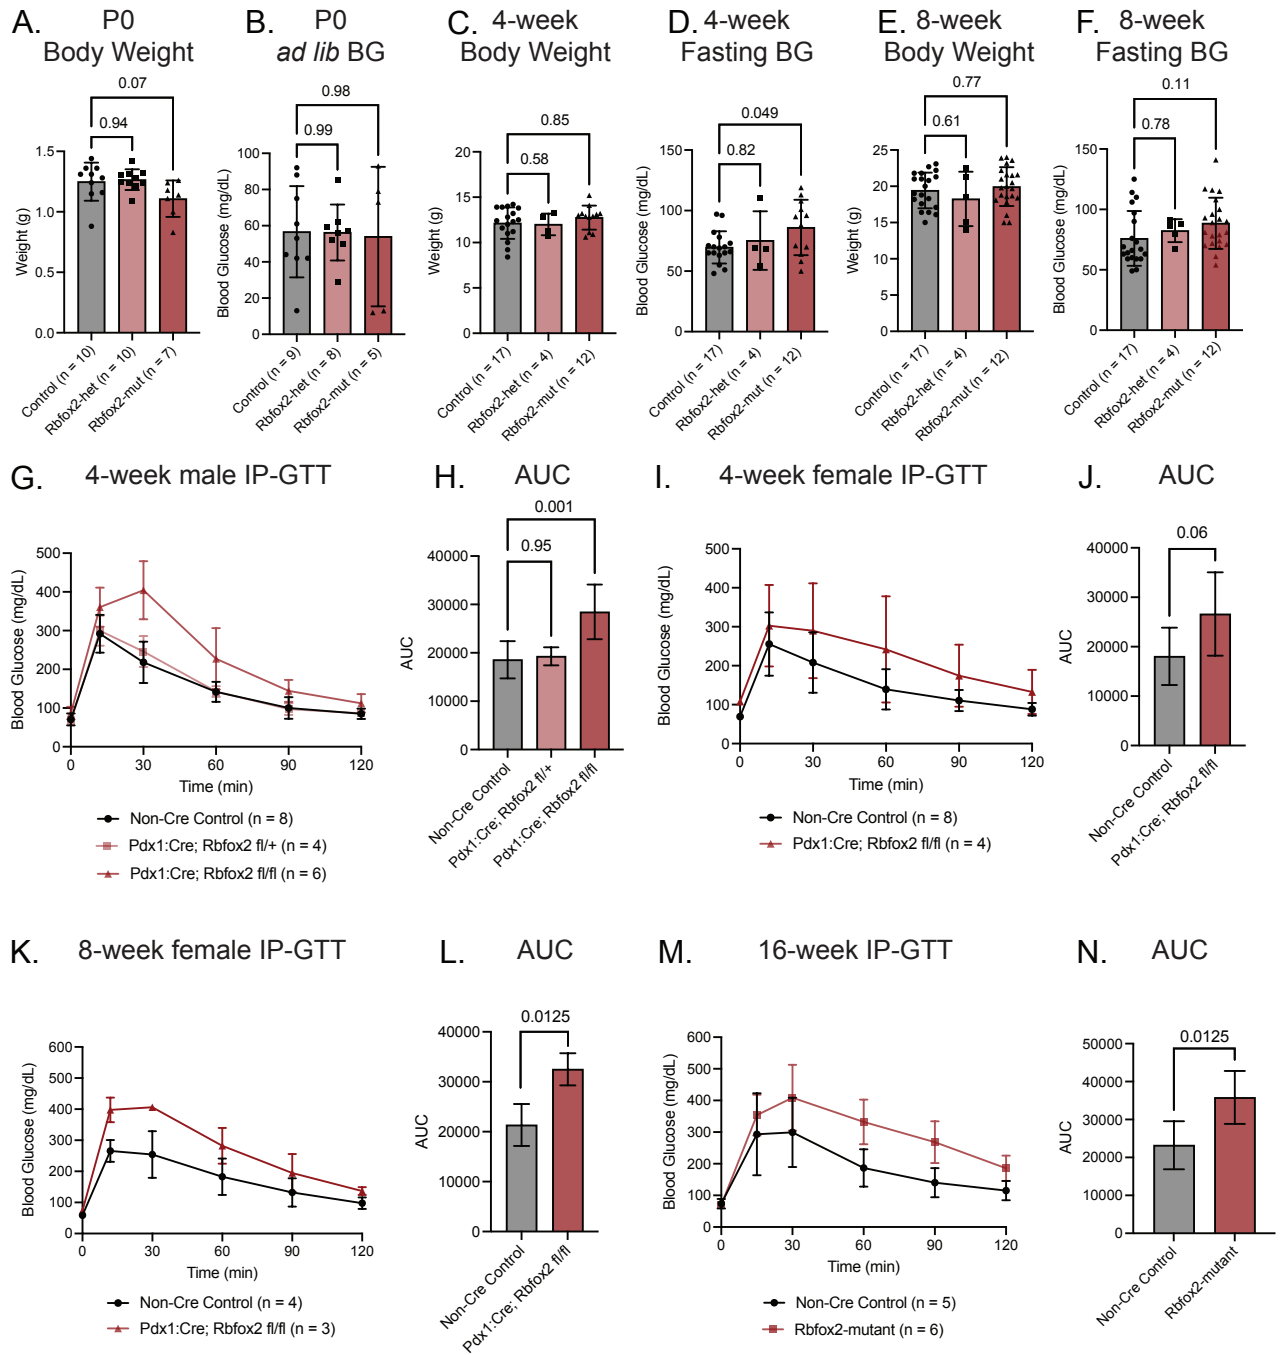 A. P0
Body Weight
0.07
0.94
1.5
1.0
0.5
0.0
Weight (g)
Control (n = 10)
Rbfox2-het (n = 10)
Rbfox2-mut (n = 7)
B. P0
ad lib BG
0.98
0.99
100
80
60
40
20
0
Blood Glucose (mg/dL)
Control (n = 9)
Rbfox2-het (n = 8)
Rbfox2-mut (n = 5)
C. 4-week
Body Weight
0.85
0.58
20
15
10
5
0
Weight (g)
Control (n = 17)
Rbfox2-het (n = 4)
Rbfox2-mut (n = 12)
D. 4-week
Fasting BG
0.049
0.82
150
100
50
0
Blood Glucose (mg/dL)
Control (n = 17)
Rbfox2-het (n = 4)
Rbfox2-mut (n = 12)
E. 8-week
Body Weight
0.77
0.61
25
20
15
10
5
0
Weight (g)
Control (n = 17)
Rbfox2-het (n = 4)
Rbfox2-mut (n = 12)
F. 8-week
Fasting BG
0.11
0.78
150
100
50
0
Blood Glucose (mg/dL)
Control (n = 17)
Rbfox2-het (n = 4)
Rbfox2-mut (n = 12)
G. 4-week male IP-GTT
500
400
300
200
100
0
Blood Glucose (mg/dL)
0 30 60 90 120
Time (min)
Non-Cre Control (n = 8)
Pdx1:Cre; Rbfox2 fl/+ (n = 4)
Pdx1:Cre; Rbfox2 fl/fl (n = 6)
H. AUC
0.001
0.95
40000
30000
20000
10000
0
AUC
Non-Cre Control
Pdx1:Cre; Rbfox2 fl/+
Pdx1:Cre; Rbfox2 fl/fl
I. 4-week female IP-GTT
500
400
300
200
100
0
Blood Glucose (mg/dL)
0 30 60 90 120
Time (min)
Non-Cre Control (n = 8)
Pdx1:Cre; Rbfox2 fl/fl (n = 4)
J. AUC
0.06
40000
30000
20000
10000
0
AUC
Non-Cre Control
Pdx1:Cre; Rbfox2 fl/fl
K. 8-week female IP-GTT
600
500
400
300
200
100
0
Blood Glucose (mg/dL)
0 30 60 90 120
Time (min)
Non-Cre Control (n = 4)
Pdx1:Cre; Rbfox2 fl/fl (n = 3)
L. AUC
0.0125
40000
30000
20000
10000
0
AUC
Non-Cre Control
Pdx1:Cre; Rbfox2 fl/fl
M. 16-week IP-GTT
600
500
400
300
200
100
0
Blood Glucose (mg/dL)
0 30 60 90 120
Time (min)
Non-Cre Control (n = 5)
Rbfox2-mutant (n = 6)
N. AUC
0.0125
50000
40000
30000
20000
10000
0
AUC
Non-Cre Control
Rbfox2-mutant